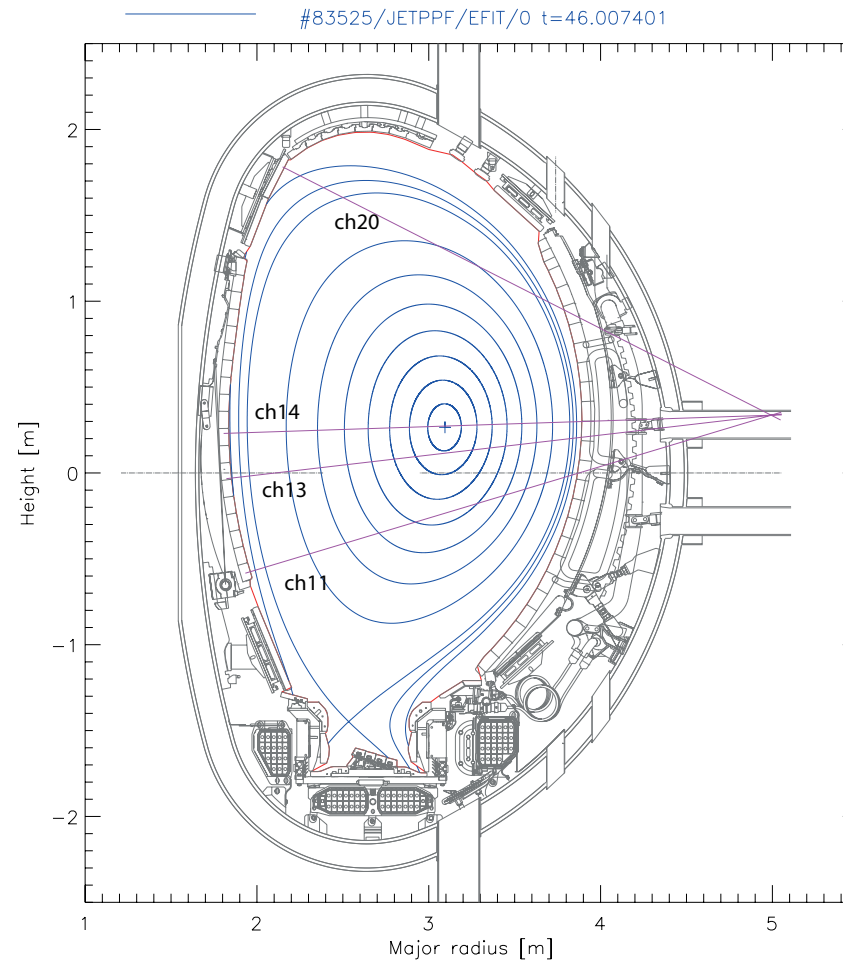 #83525/JETPPF/EFIT/0 t=46.007401
2
ch20
1
ch14
0
ch13
ch11
-1
-2
Height [m]
1 2 3 4 5
Major radius [m]